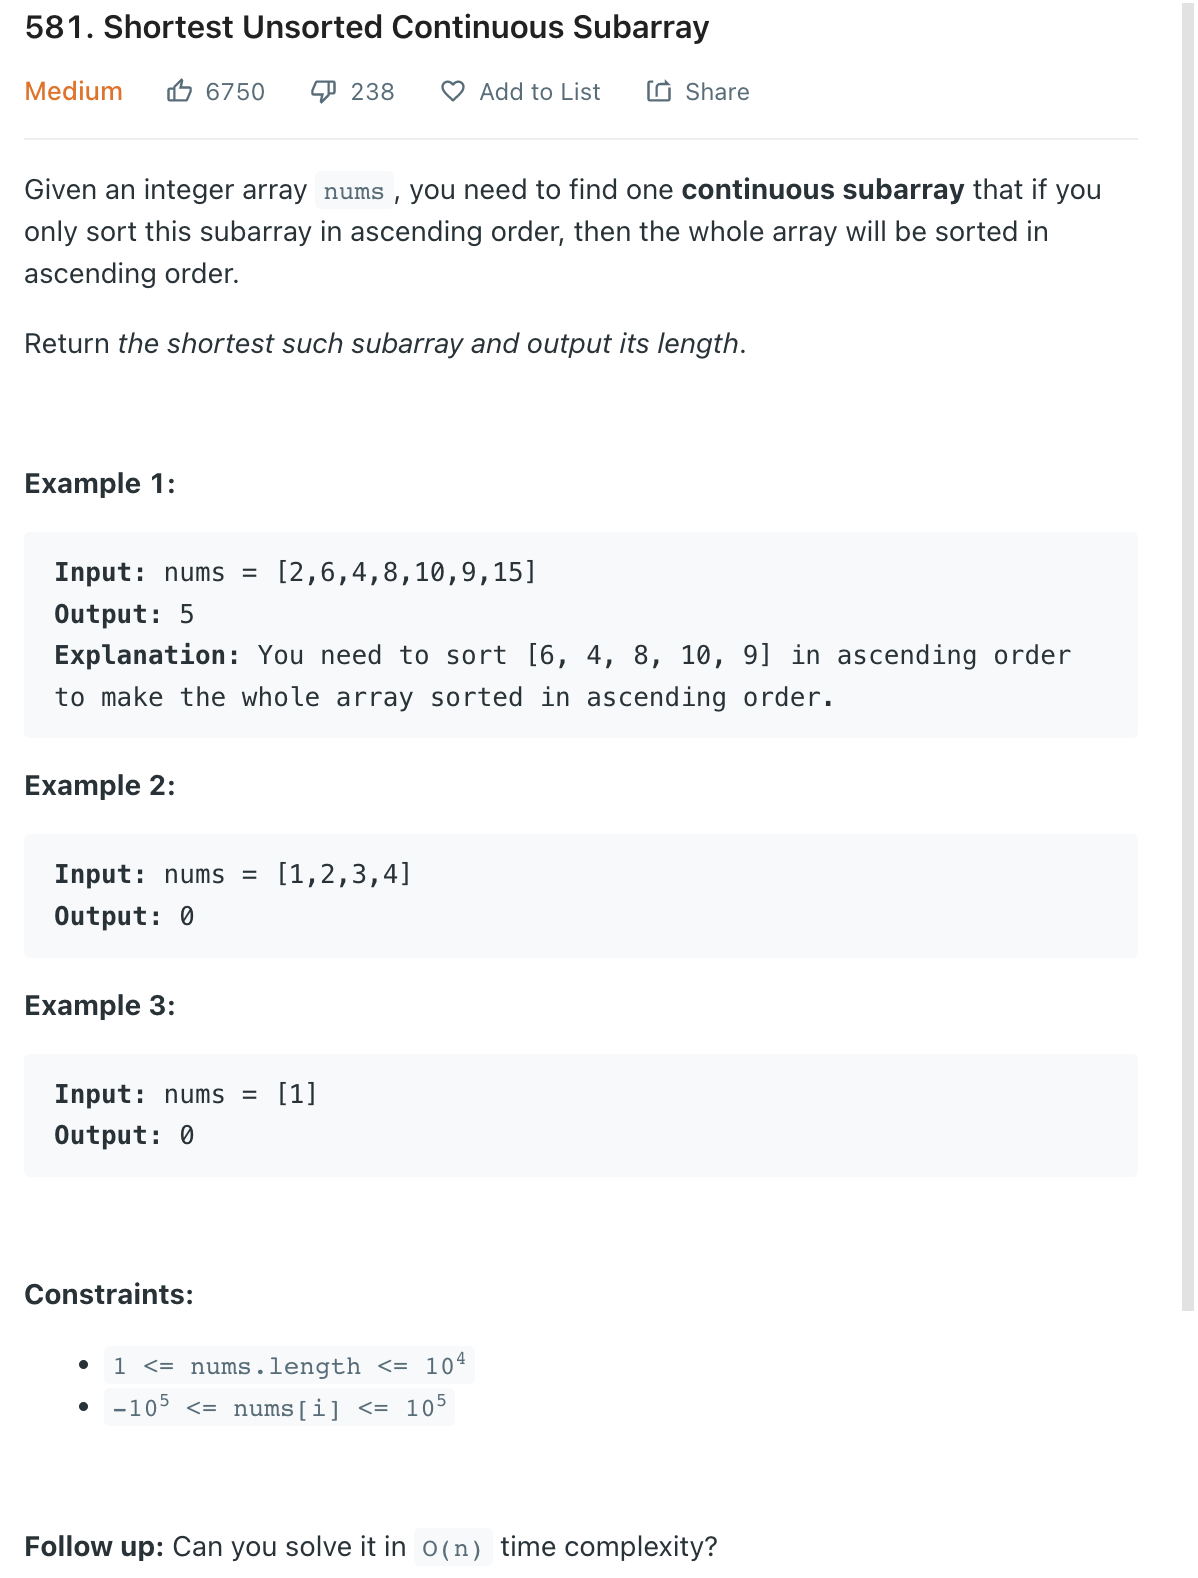 581. Shortest Unsorted Continuous Subarray
Medium 6750 238 Add to List Share
Given an integer array nums , you need to find one continuous subarray that if you
only sort this subarray in ascending order, then the whole array will be sorted in
ascending order.
Return the shortest such subarray and output its length.
Example 1:
Input: nums = [2,6,4,8,10,9,15]
Output: 5
Explanation: You need to sort [6, 4, 8, 10, 9] in ascending order
to make the whole array sorted in ascending order.
Example 2:
Input: nums = [1,2,3,4]
Output: 0
Example 3:
Input: nums = [1]
Output: 0
Constraints:
• 1 <= nums.length <= 10⁴
• -10⁵ <= nums[i] <= 10⁵
Follow up: Can you solve it in O(n) time complexity?